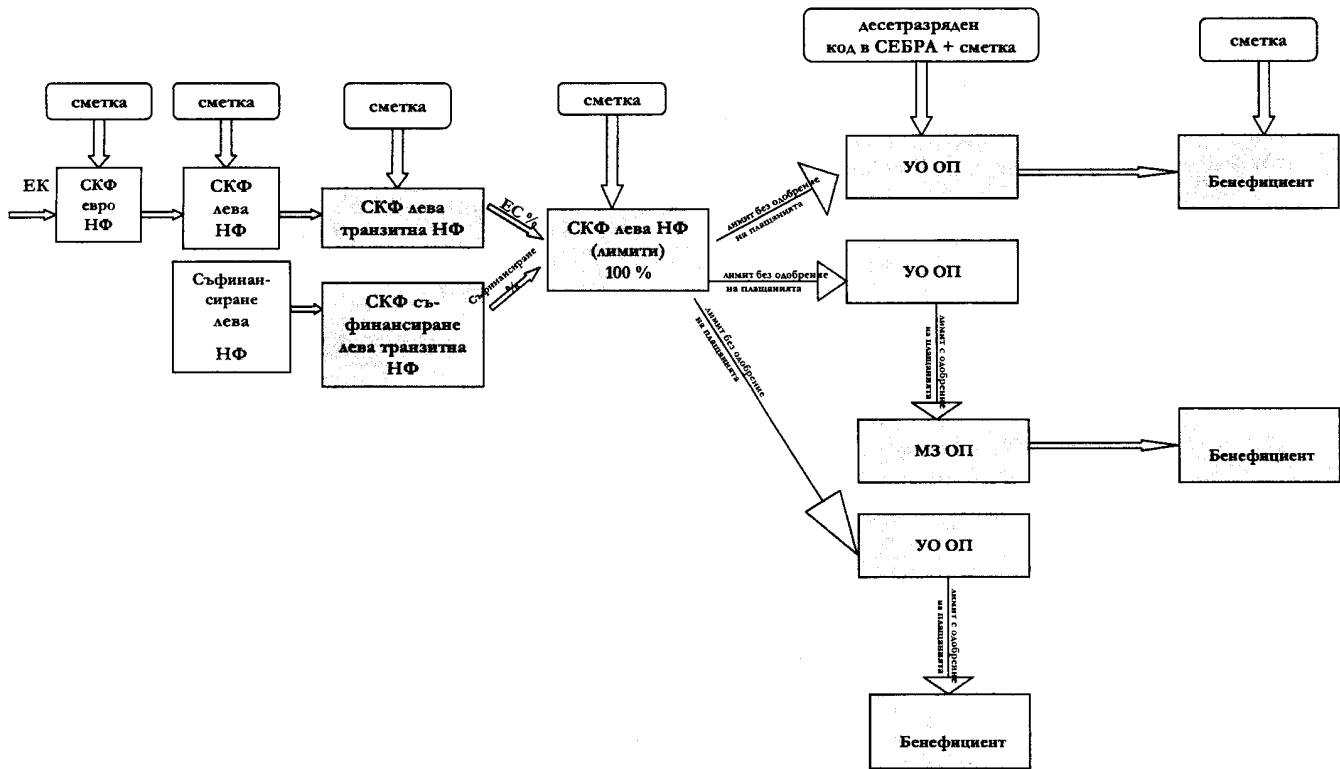 десетразряден
код в СЕБРА + сметка
сметка
сметка
сметка
сметка
сметка
ЕК
СКФ
евро
НФ
СКФ
лева
НФ
СКФ лева
транзитна НФ
ЕС %
СКФ лева НФ
(лимити)
100 %
лимит без одобрение
на плащанията
УО ОП
Бенефициент
Съфинан-
сиране
лева
НФ
СКФ съ-
финансиране
лева транзитна
НФ
Съфинансиране
%
лимит без одобрение
на плащанията
УО ОП
лимит без одобрение
на плащанията
лимит с одобрение
на плащанията
МЗ ОП
Бенефициент
УО ОП
лимит с одобрение
на плащанията
Бенефициент